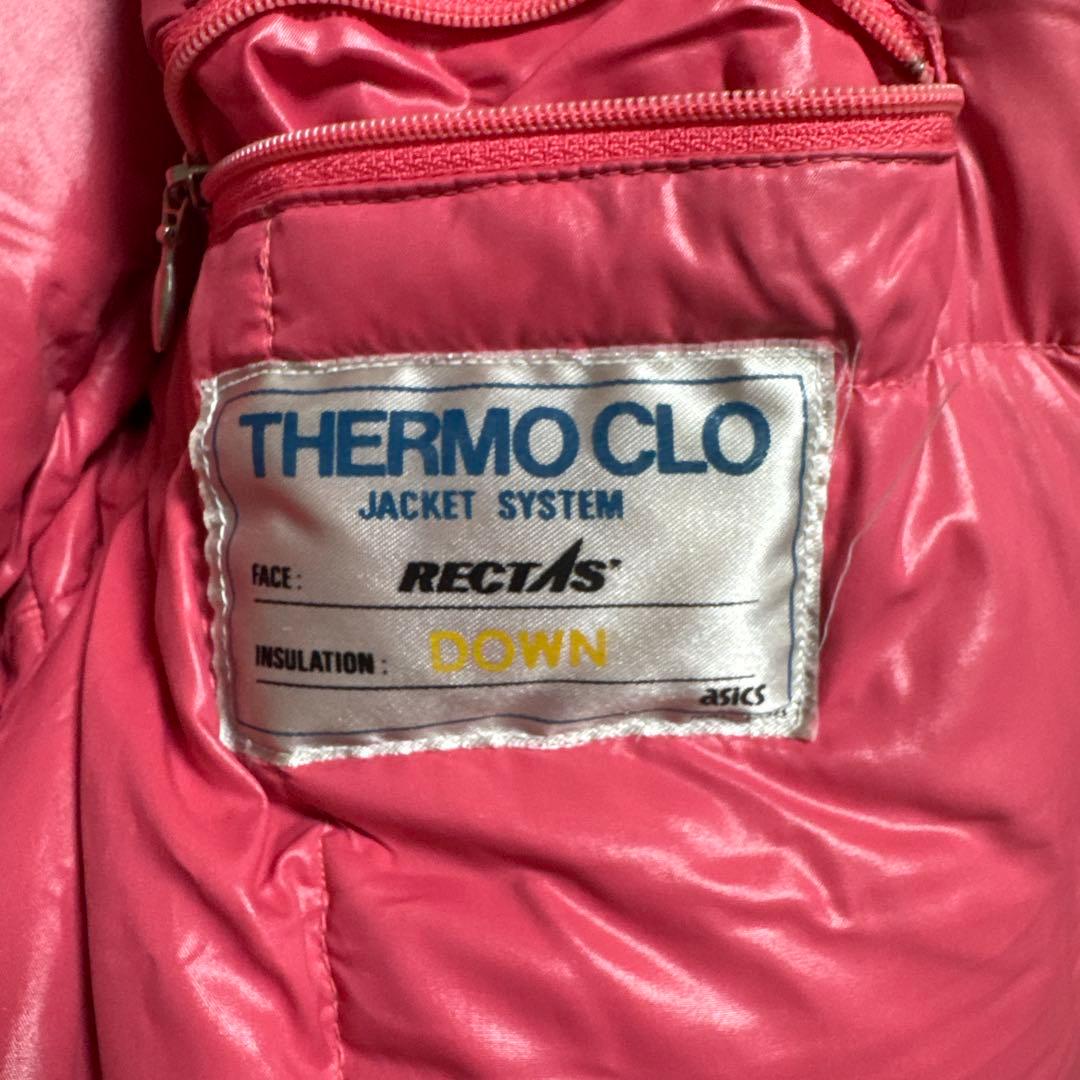 THERMO CLO
JACKET SYSTEM
FACE: RECTAS
INSULATION: DOWN
asics